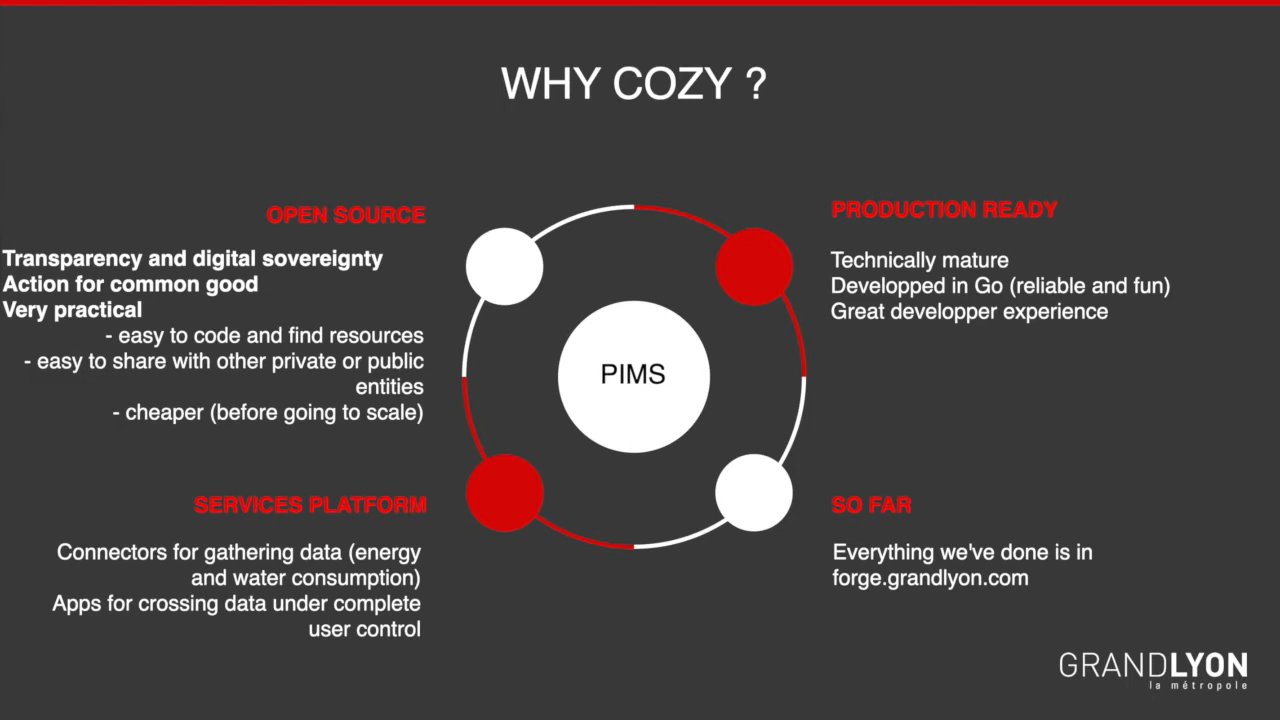 WHY COZY ?
OPEN SOURCE
Transparency and digital sovereignty
Action for common good
Very practical
- easy to code and find resources
- easy to share with other private or public
entities
- cheaper (before going to scale)
PRODUCTION READY
Technically mature
Developped in Go (reliable and fun)
Great developper experience
PIMS
SERVICES PLATFORM
Connectors for gathering data (energy
and water consumption)
Apps for crossing data under complete
user control
SO FAR
Everything we've done is in
forge.grandlyon.com
GRANDLYON
la métropole